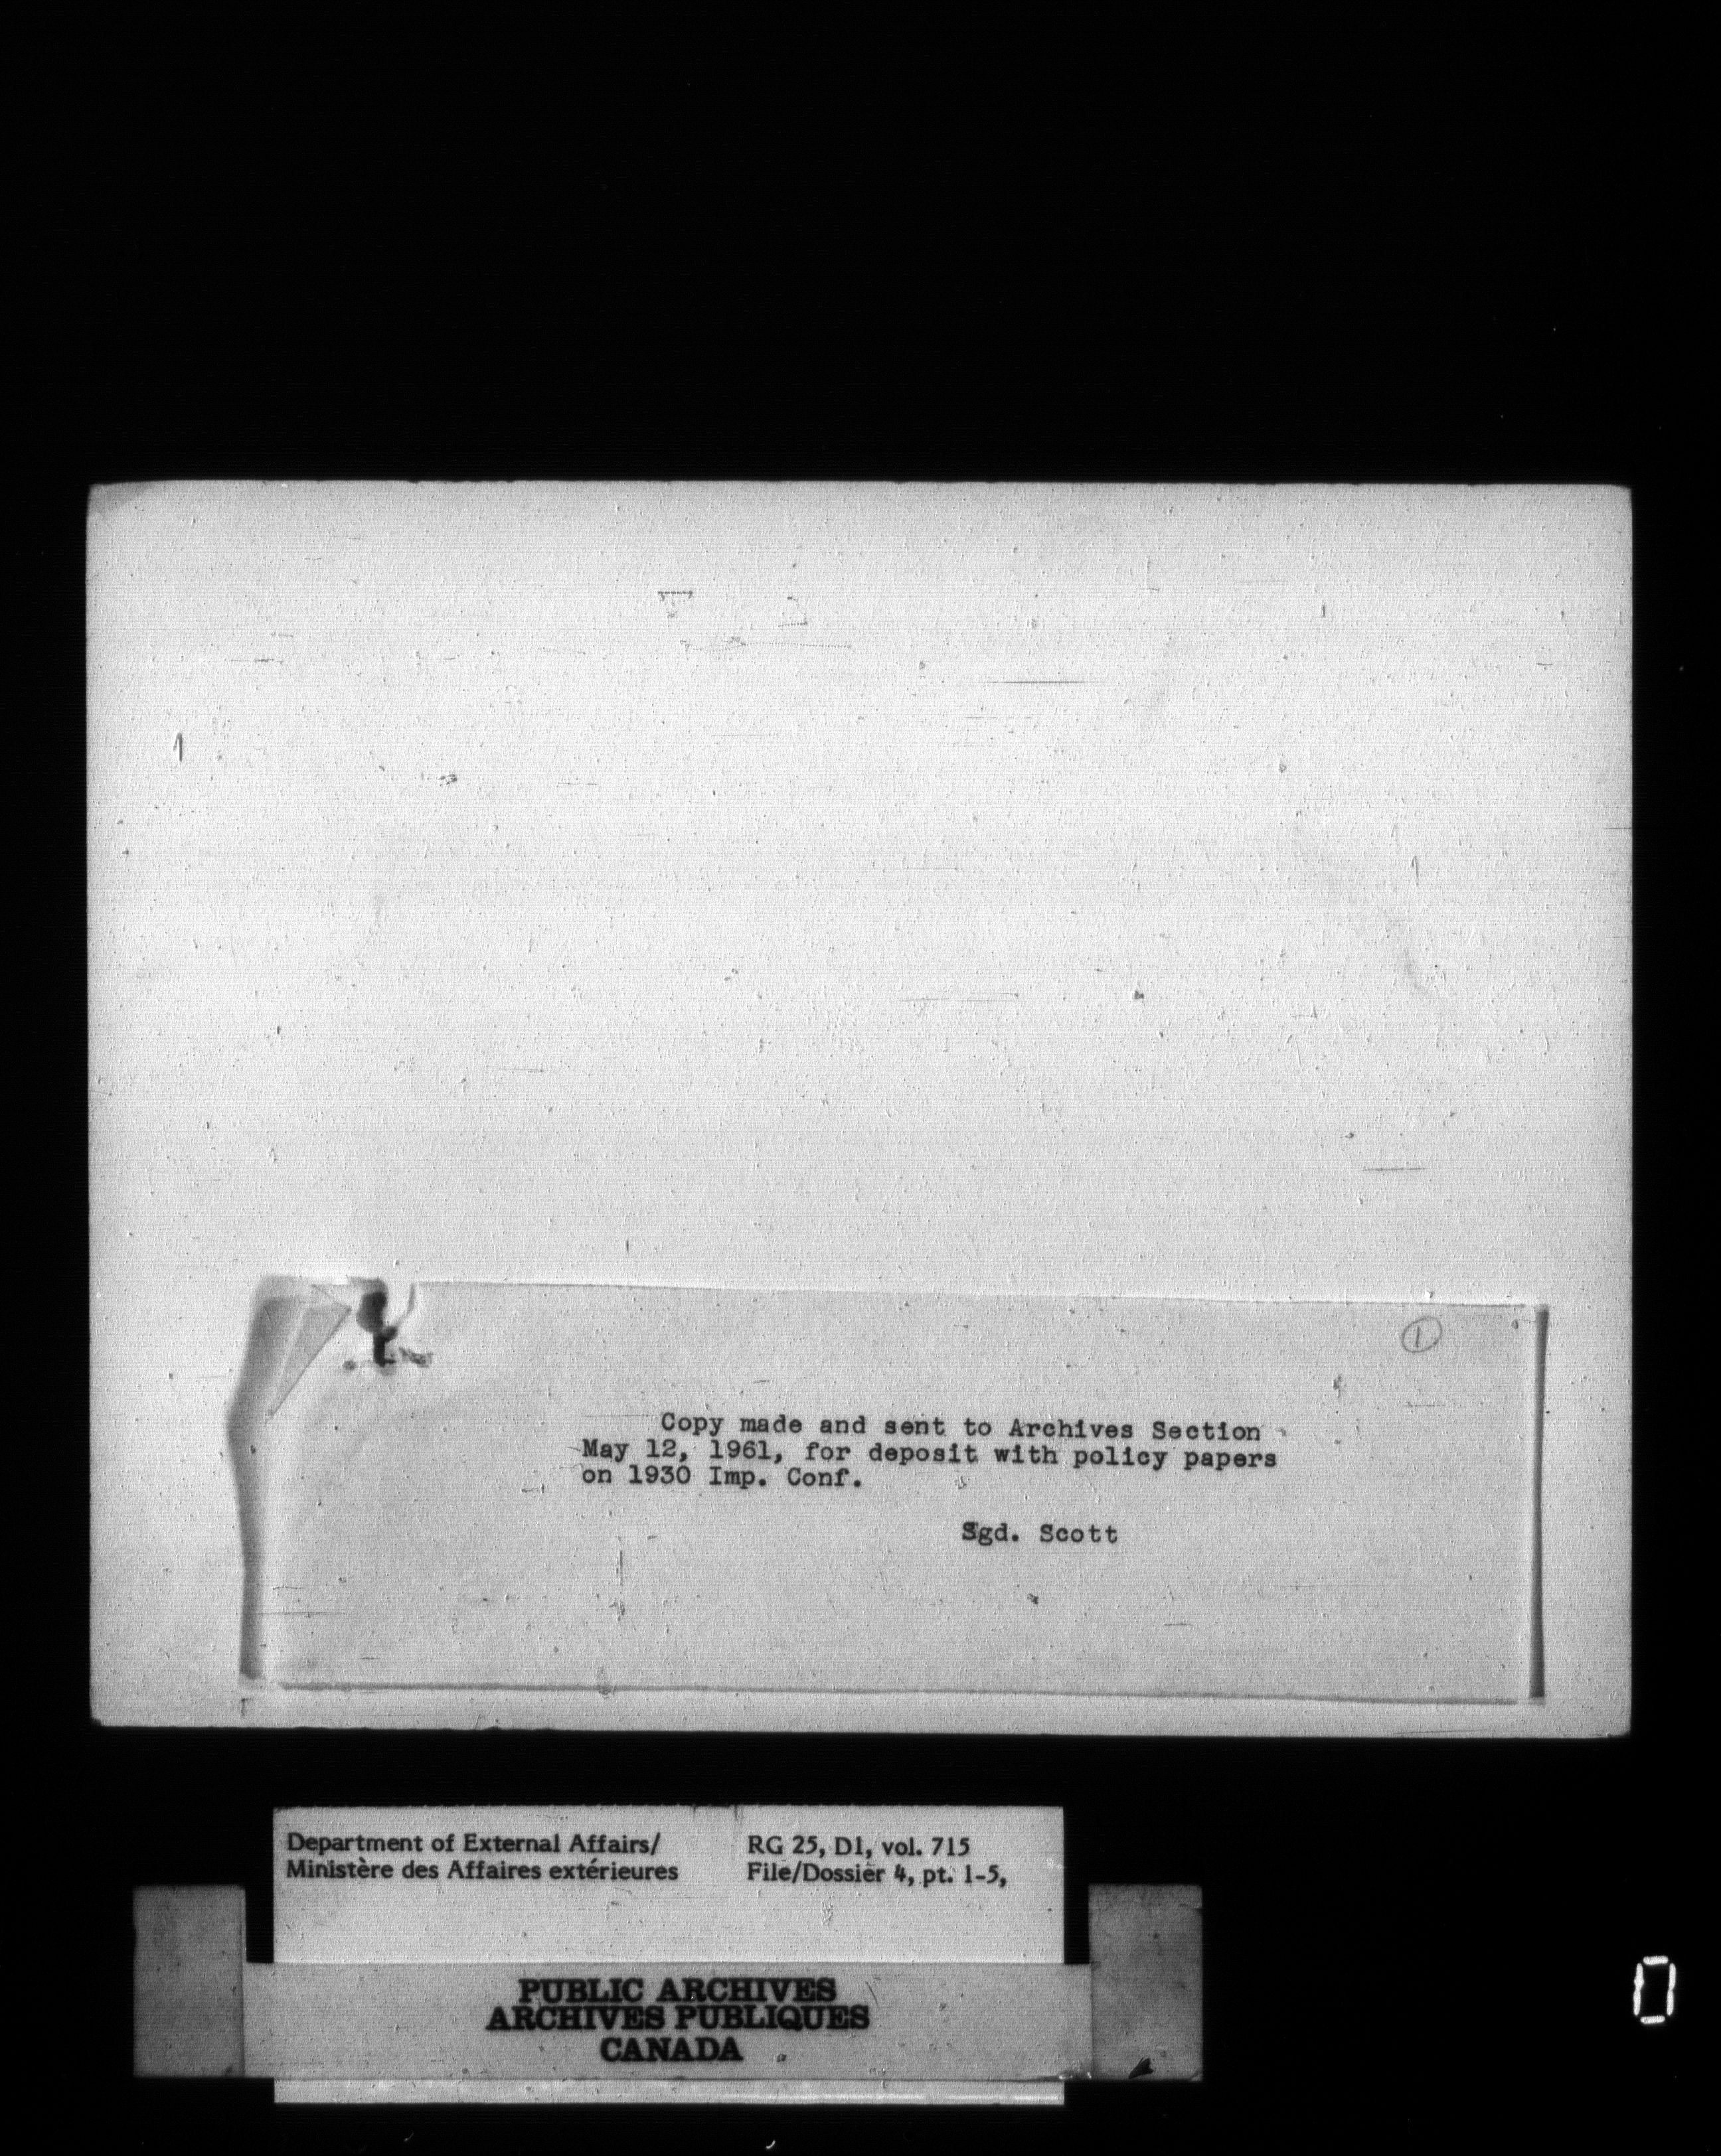 ①
Copy made and sent to Archives Section
May 12, 1961, for deposit with policy papers
on 1930 Imp. Conf.
Sgd. Scott
Department of External Affairs/
Ministère des Affaires extérieures
RG 25, D1, vol. 715
File/Dossier 4, pt. 1-5,
PUBLIC ARCHIVES
ARCHIVES PUBLIQUES
CANADA
0